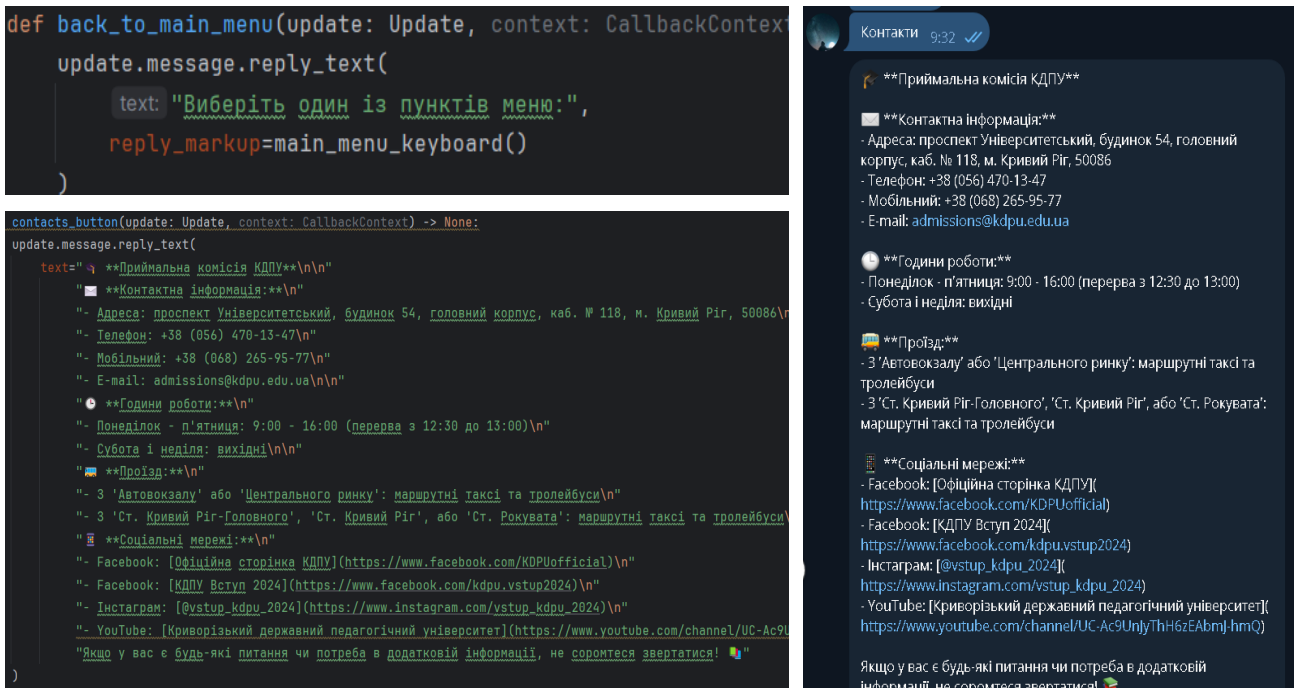 def back_to_main_menu(update: Update, context: CallbackContext
update.message.reply_text(
text: "Виберіть один із пунктів меню:",
reply_markup=main_menu_keyboard()
)
contacts_button(update: Update, context: CallbackContext) -> None:
update.message.reply_text(
text="🎓 **Приймальна комісія КДПУ**\n\n"
"✉️ **Контактна інформація:**\n"
"- Адреса: проспект Університетський, будинок 54, головний корпус, каб. № 118, м. Кривий Ріг, 50086\n
"- Телефон: +38 (056) 470-13-47\n"
"- Мобільний: +38 (068) 265-95-77\n"
"- E-mail: admissions@kdpu.edu.ua\n\n"
"🕒 **Години роботи:**\n"
"- Понеділок - п'ятниця: 9:00 - 16:00 (перерва з 12:30 до 13:00)\n"
"- Субота і неділя: вихідні\n\n"
"🚎 **Проїзд:**\n"
"- З 'Автовокзалу' або 'Центрального ринку': маршрутні таксі та тролейбуси\n"
"- З 'Ст. Кривий Ріг-Головного', 'Ст. Кривий Ріг', або 'Ст. Рокувата': маршрутні таксі та тролейбуси\
"📱 **Соціальні мережі:**\n"
"- Facebook: [Офіційна сторінка КДПУ](https://www.facebook.com/KDPUofficial)\n"
"- Facebook: [КДПУ Вступ 2024](https://www.facebook.com/kdpu.vstup2024)\n"
"- Інстаграм: [@vstup_kdpu_2024](https://www.instagram.com/vstup_kdpu_2024)\n"
"- YouTube: [Криворізький державний педагогічний університет](https://www.youtube.com/channel/UC-Ac9U
"Якщо у вас є будь-які питання чи потреба в додатковій інформації, не соромтеся звертатися! 📚"
)
Контакти 9:32
🎓 **Приймальна комісія КДПУ**
✉️ **Контактна інформація:**
- Адреса: проспект Університетський, будинок 54, головний
корпус, каб. № 118, м. Кривий Ріг, 50086
- Телефон: +38 (056) 470-13-47
- Мобільний: +38 (068) 265-95-77
- E-mail: admissions@kdpu.edu.ua
🕒 **Години роботи:**
- Понеділок - п'ятниця: 9:00 - 16:00 (перерва з 12:30 до 13:00)
- Субота і неділя: вихідні
🚎 **Проїзд:**
- З 'Автовокзалу' або 'Центрального ринку': маршрутні таксі та
тролейбуси
- З 'Ст. Кривий Ріг-Головного', 'Ст. Кривий Ріг', або 'Ст. Рокувата':
маршрутні таксі та тролейбуси
📱 **Соціальні мережі:**
- Facebook: [Офіційна сторінка КДПУ](
https://www.facebook.com/KDPUofficial)
- Facebook: [КДПУ Вступ 2024](
https://www.facebook.com/kdpu.vstup2024)
- Інстаграм: [@vstup_kdpu_2024](
https://www.instagram.com/vstup_kdpu_2024)
- YouTube: [Криворізький державний педагогічний університет](
https://www.youtube.com/channel/UC-Ac9UnJyThH6zEAbmJ-hmQ)
Якщо у вас є будь-які питання чи потреба в додатковій
інформації, не соромтеся звертатися! 📚